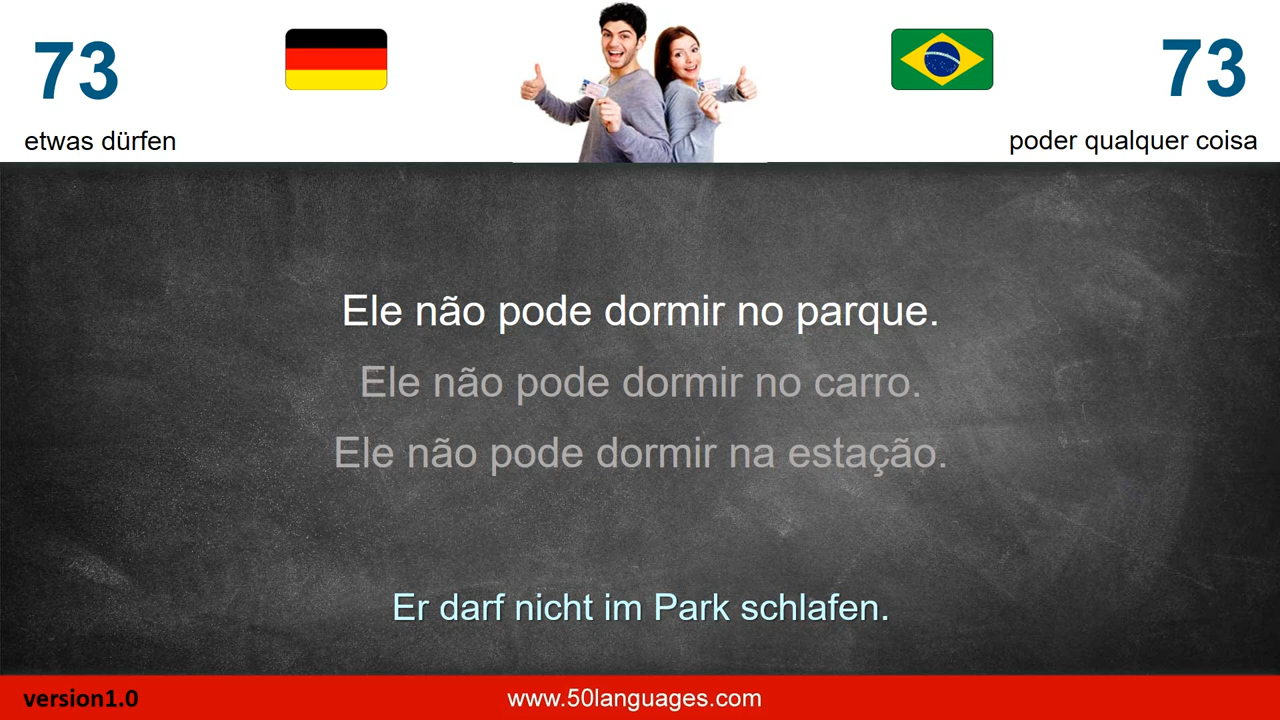 73
73
etwas dürfen
poder qualquer coisa
Ele não pode dormir no parque.
Ele não pode dormir no carro.
Ele não pode dormir na estação.
Er darf nicht im Park schlafen.
version1.0
www.50languages.com